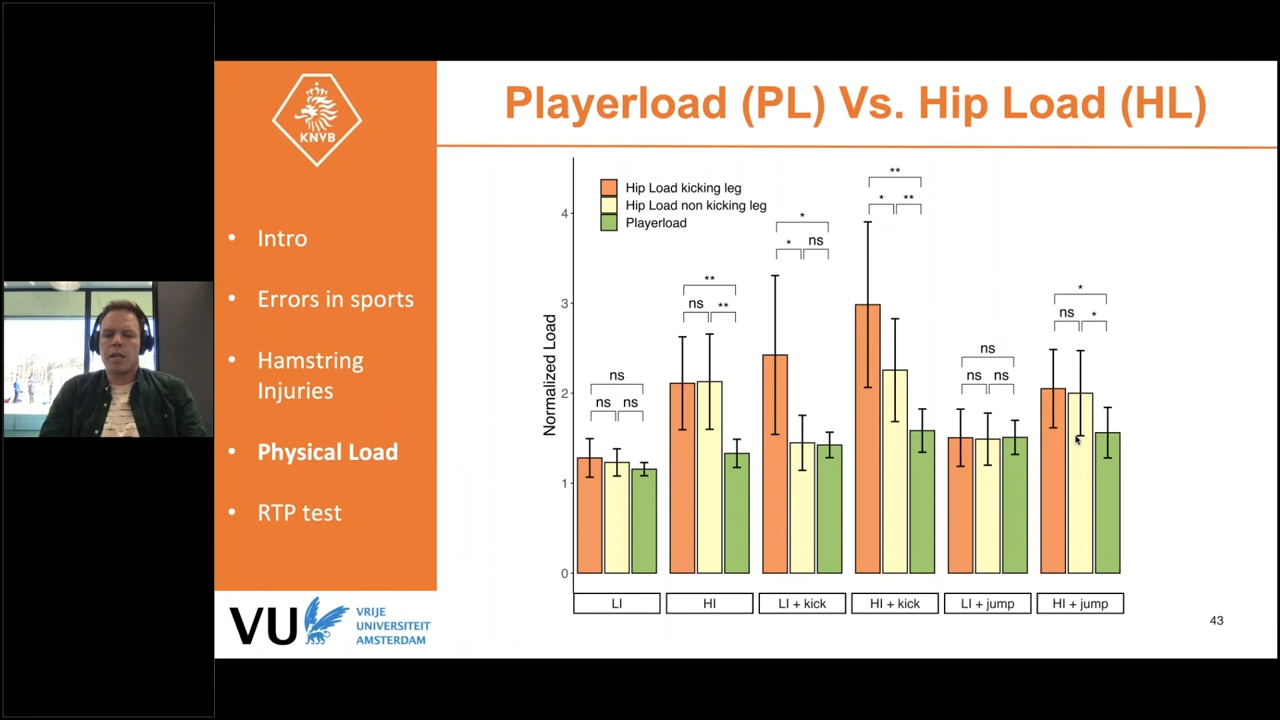 KNVB
Playerload (PL) Vs. Hip Load (HL)
• Intro
• Errors in sports
• Hamstring
Injuries
• Physical Load
• RTP test
VU
VRIJE
UNIVERSITEIT
AMSTERDAM
Hip Load kicking leg
Hip Load non kicking leg
Playerload
Normalized Load
4
3
2
1
0
ns
ns ns
**
ns **
*
* ns
**
* **
ns
ns ns
*
ns *
LI HI LI + kick HI + kick LI + jump HI + jump
43